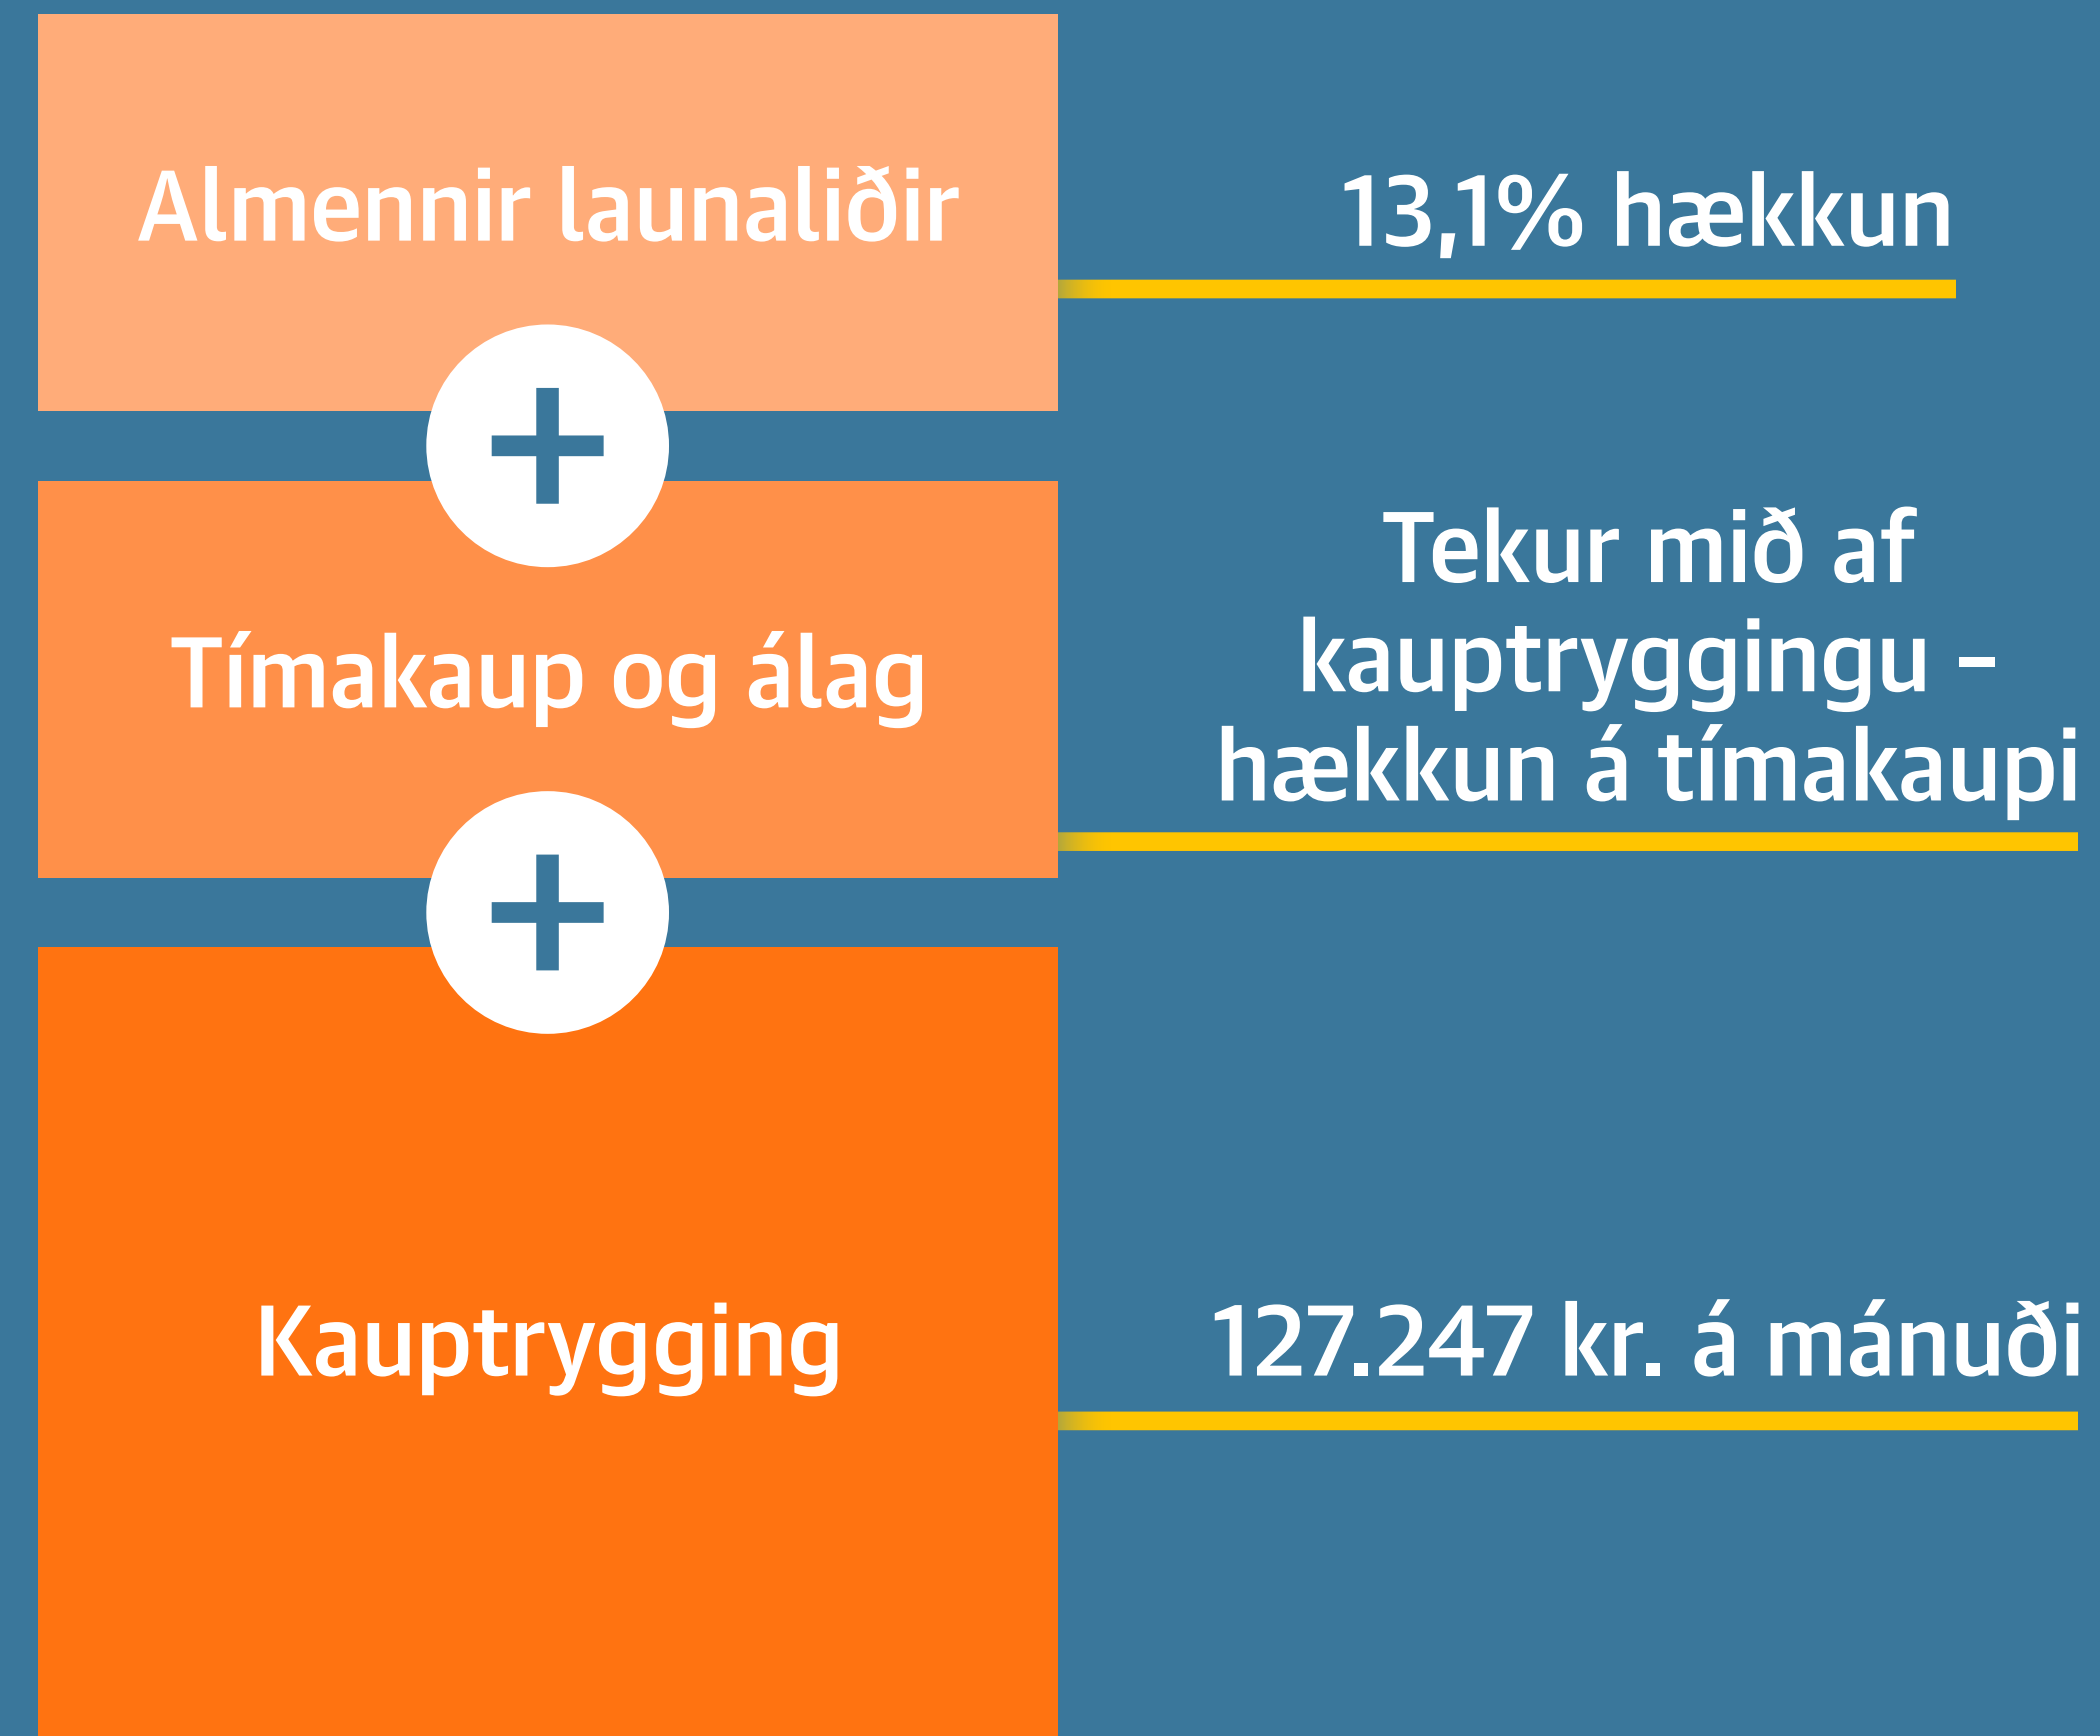 Almennir launaliðir
13,1% hækkun
+
Tímakaup og álag
Tekur mið af
kauptryggingu –
hækkun á tímakaupi
+
Kauptrygging
127.247 kr. á mánuði